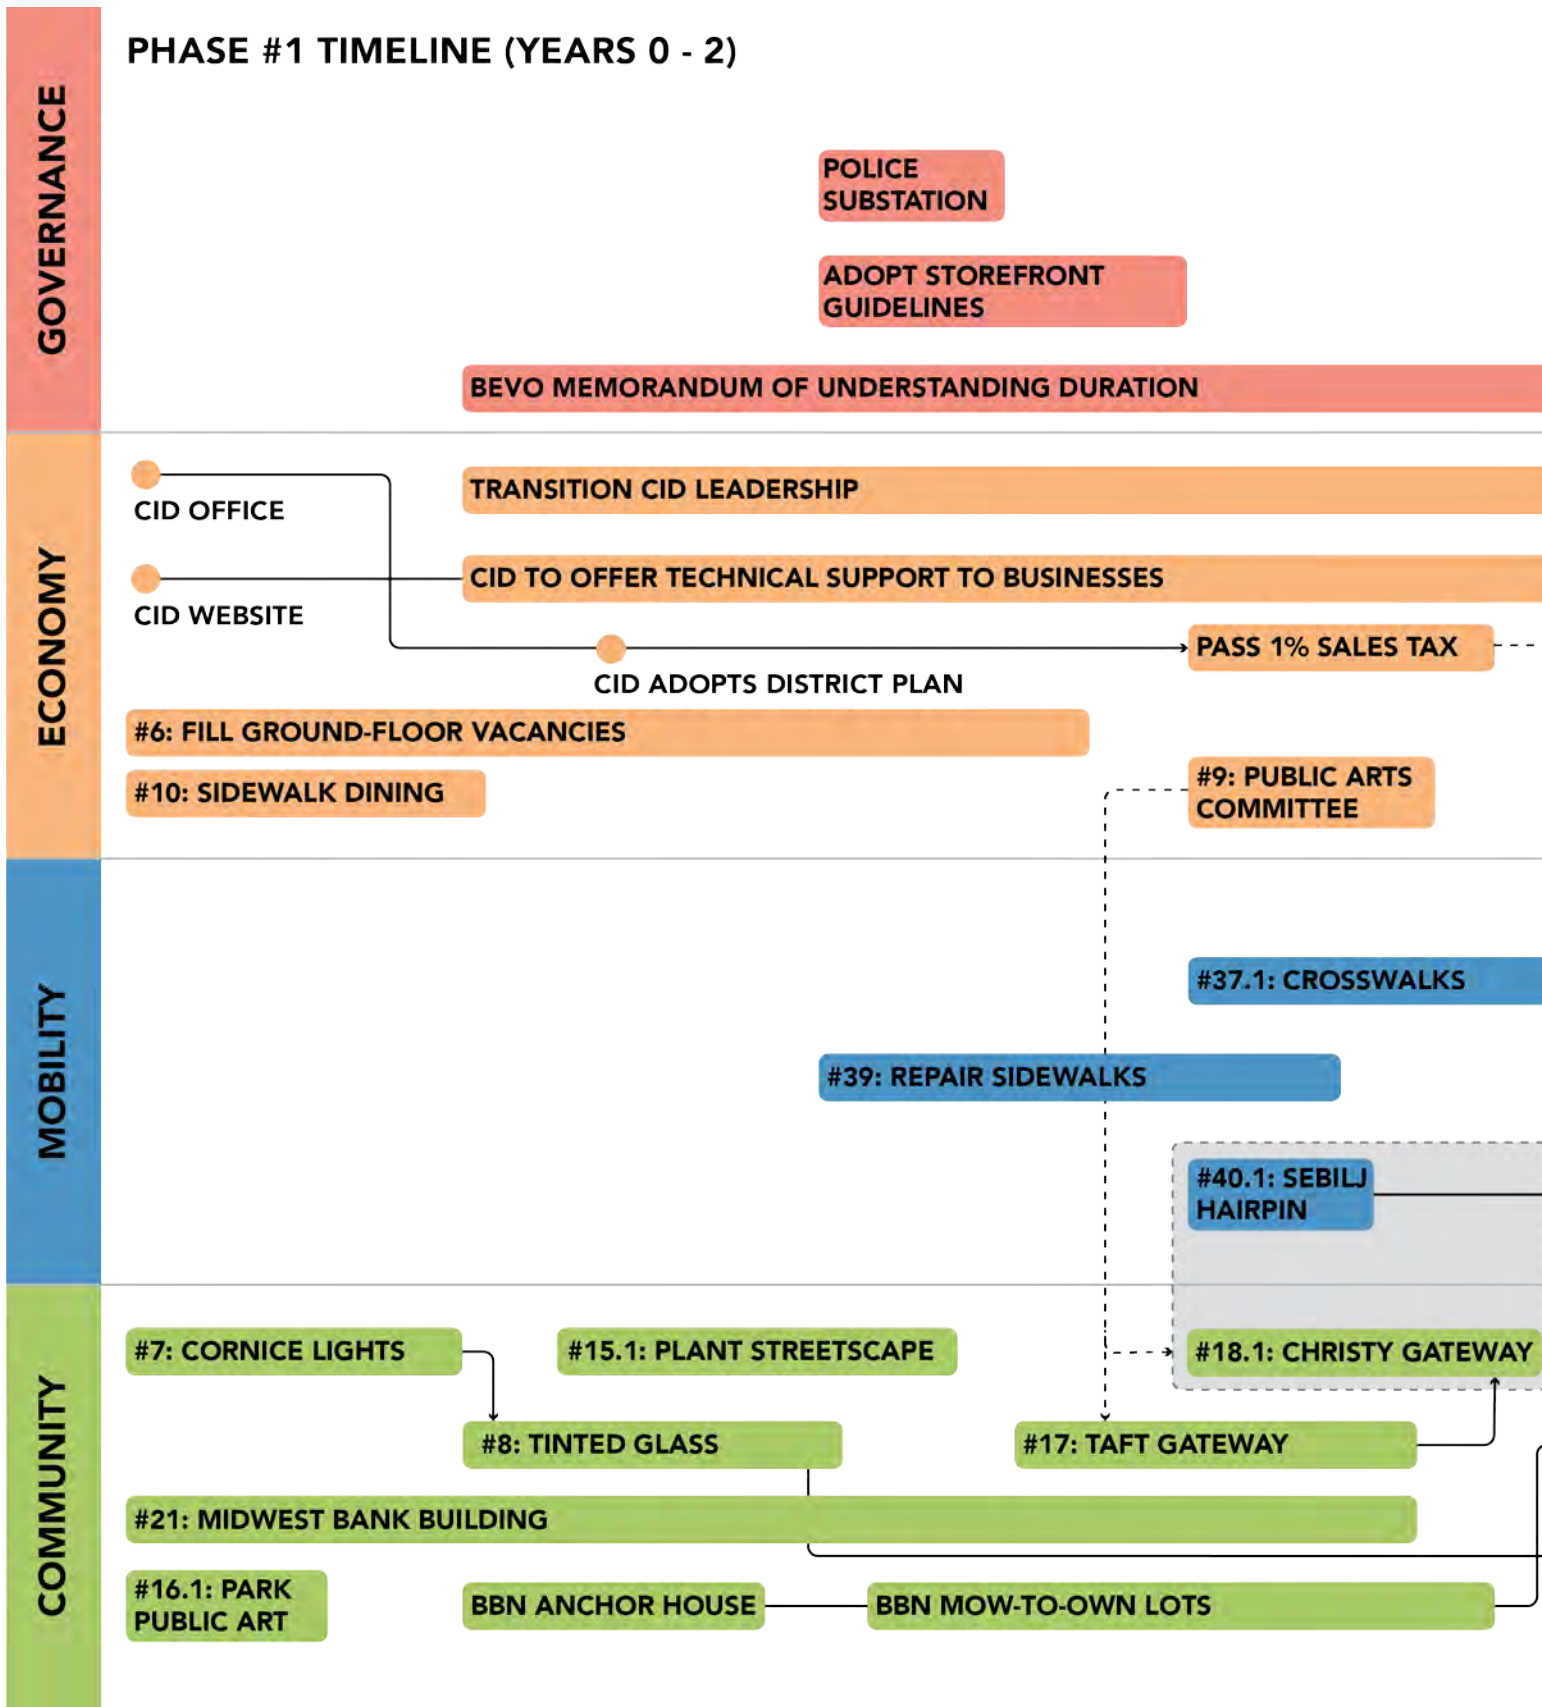 PHASE #1 TIMELINE (YEARS 0 - 2)
GOVERNANCE
POLICE
SUBSTATION
ADOPT STOREFRONT
GUIDELINES
BEVO MEMORANDUM OF UNDERSTANDING DURATION
ECONOMY
CID OFFICE
TRANSITION CID LEADERSHIP
CID WEBSITE
CID TO OFFER TECHNICAL SUPPORT TO BUSINESSES
PASS 1% SALES TAX
CID ADOPTS DISTRICT PLAN
#6: FILL GROUND-FLOOR VACANCIES
#10: SIDEWALK DINING
#9: PUBLIC ARTS
COMMITTEE
MOBILITY
#37.1: CROSSWALKS
#39: REPAIR SIDEWALKS
#40.1: SEBILJ
HAIRPIN
COMMUNITY
#7: CORNICE LIGHTS
#15.1: PLANT STREETSCAPE
#18.1: CHRISTY GATEWAY
#8: TINTED GLASS
#17: TAFT GATEWAY
#21: MIDWEST BANK BUILDING
#16.1: PARK
PUBLIC ART
BBN ANCHOR HOUSE
BBN MOW-TO-OWN LOTS